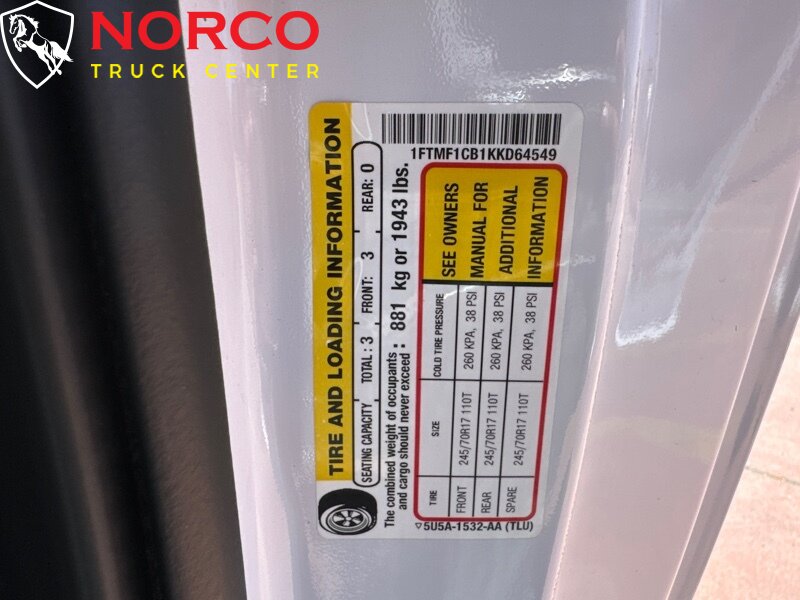 NORCO
TRUCK CENTER
TIRE AND LOADING INFORMATION
SEATING CAPACITY TOTAL : 3 FRONT: 3 REAR: 0
The combined weight of occupants
and cargo should never exceed : 881 kg or 1943 lbs.
TIRE SIZE COLD TIRE PRESSURE
FRONT 245/70R17 110T 260 KPA, 38 PSI
REAR 245/70R17 110T 260 KPA, 38 PSI
SPARE 245/70R17 110T 260 KPA, 38 PSI
SEE OWNERS
MANUAL FOR
ADDITIONAL
INFORMATION
▽5U5A-1532-AA (TLU)
1FTMF1CB1KKD64549